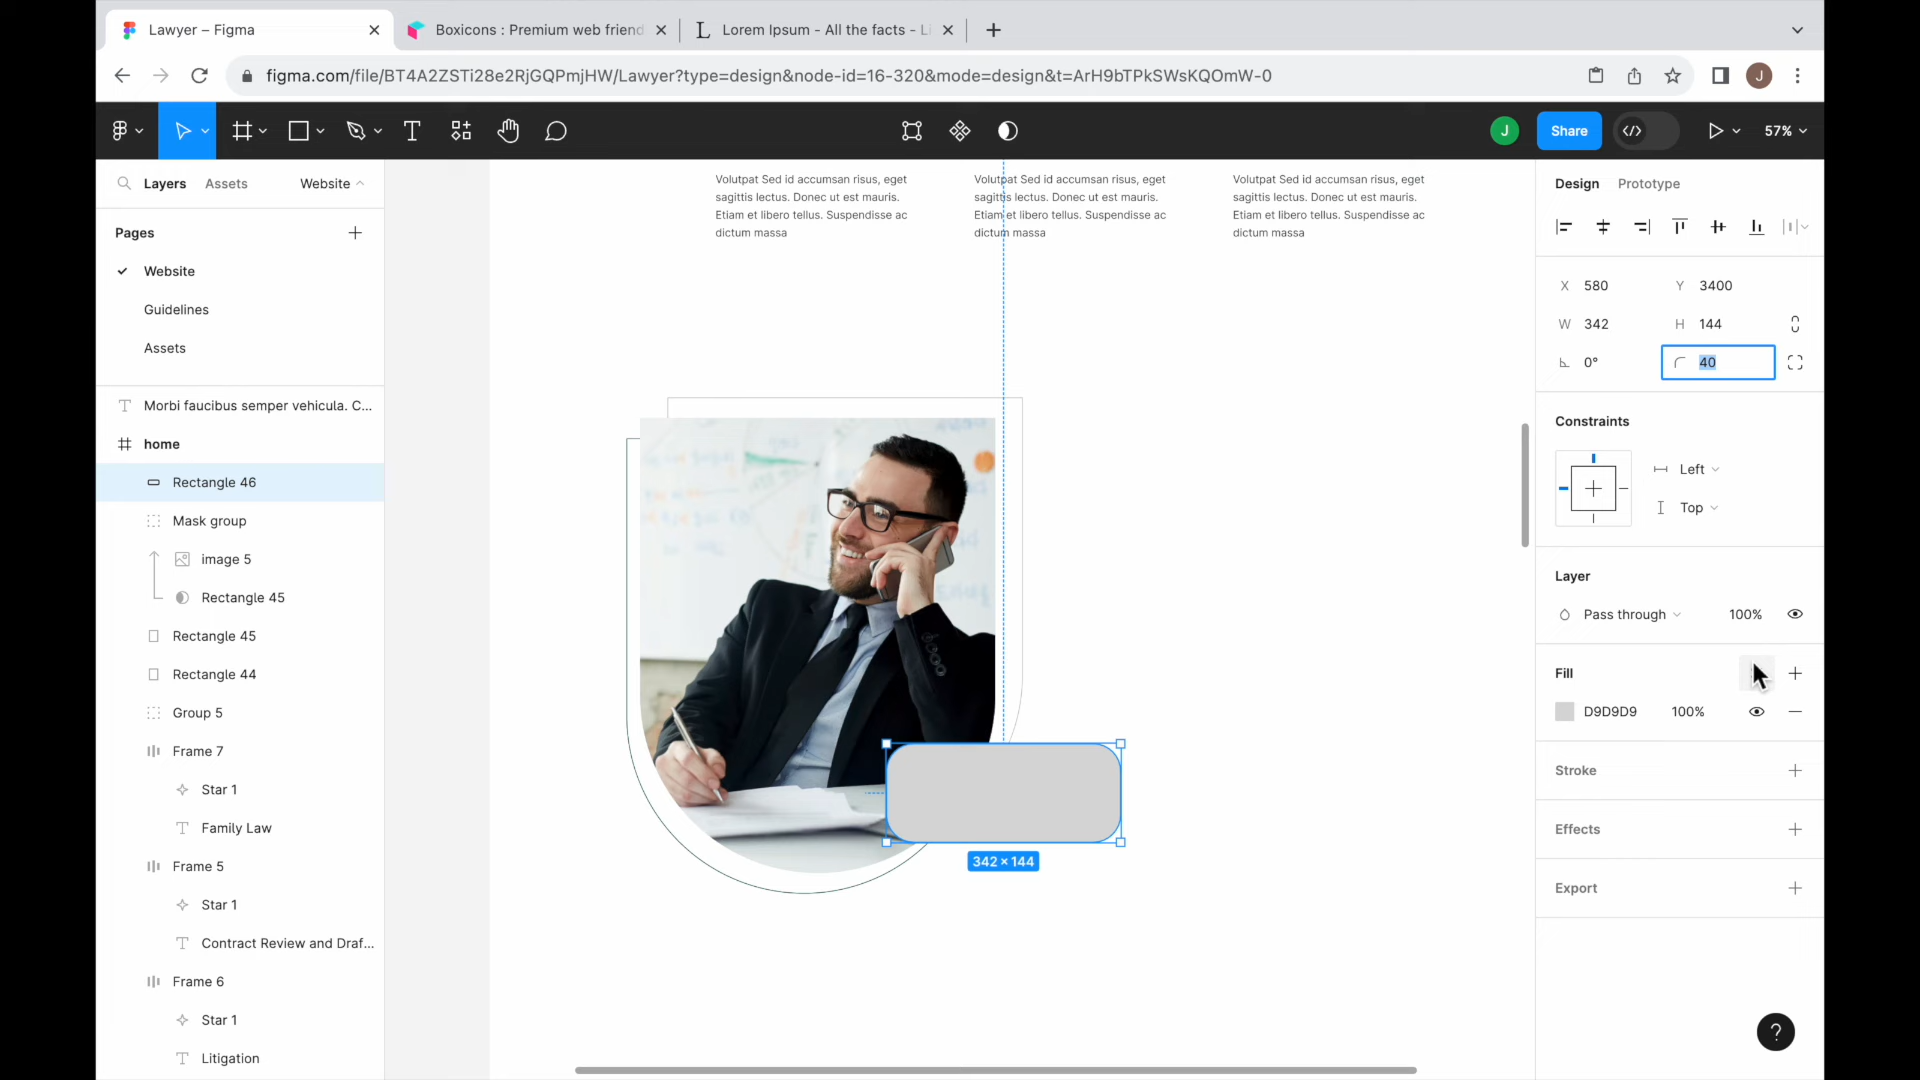 Lawyer – Figma
Boxicons : Premium web friend
Lorem Ipsum - All the facts - Li
figma.com/file/BT4A2ZSTi28e2RjGQPmjHW/Lawyer?type=design&node-id=16-320&mode=design&t=ArH9bTPkSWsKQOmW-0
J
J
Share
57%
Layers
Assets
Website
Pages
Website
Guidelines
Assets
Morbi faucibus semper vehicula. C...
home
Rectangle 46
Mask group
image 5
Rectangle 45
Rectangle 45
Rectangle 44
Group 5
Frame 7
Star 1
Family Law
Frame 5
Star 1
Contract Review and Draf...
Frame 6
Star 1
Litigation
Volutpat Sed id accumsan risus, eget
sagittis lectus. Donec ut est mauris.
Etiam et libero tellus. Suspendisse ac
dictum massa
Volutpat Sed id accumsan risus, eget
sagittis lectus. Donec ut est mauris.
Etiam et libero tellus. Suspendisse ac
dictum massa
Volutpat Sed id accumsan risus, eget
sagittis lectus. Donec ut est mauris.
Etiam et libero tellus. Suspendisse ac
dictum massa
342 × 144
Design
Prototype
X 580 Y 3400
W 342 H 144
0° 40
Constraints
Left
Top
Layer
Pass through 100%
Fill
D9D9D9 100%
Stroke
Effects
Export
?